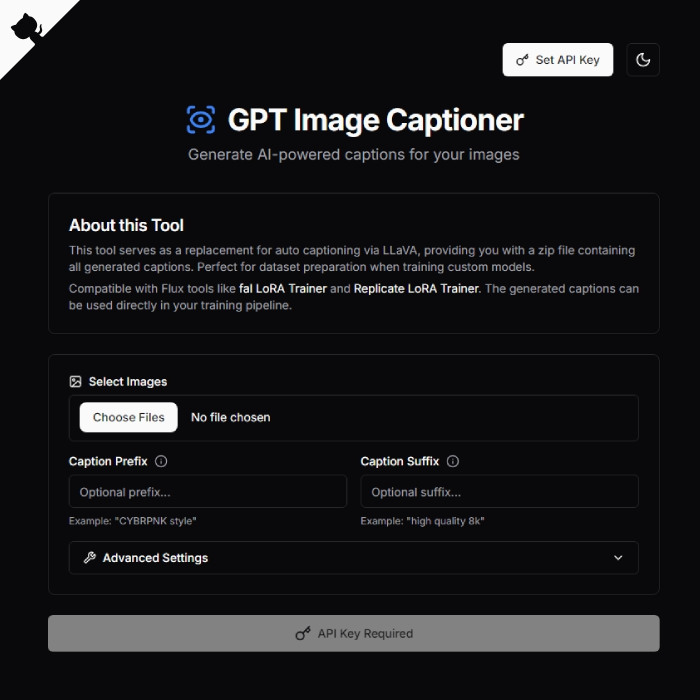 Set API Key
GPT Image Captioner
Generate AI-powered captions for your images
About this Tool
This tool serves as a replacement for auto captioning via LLaVA, providing you with a zip file containing
all generated captions. Perfect for dataset preparation when training custom models.
Compatible with Flux tools like fal LoRA Trainer and Replicate LoRA Trainer. The generated captions can
be used directly in your training pipeline.
Select Images
Choose Files No file chosen
Caption Prefix Caption Suffix
Optional prefix... Optional suffix...
Example: "CYBRPNK style" Example: "high quality 8k"
Advanced Settings
API Key Required